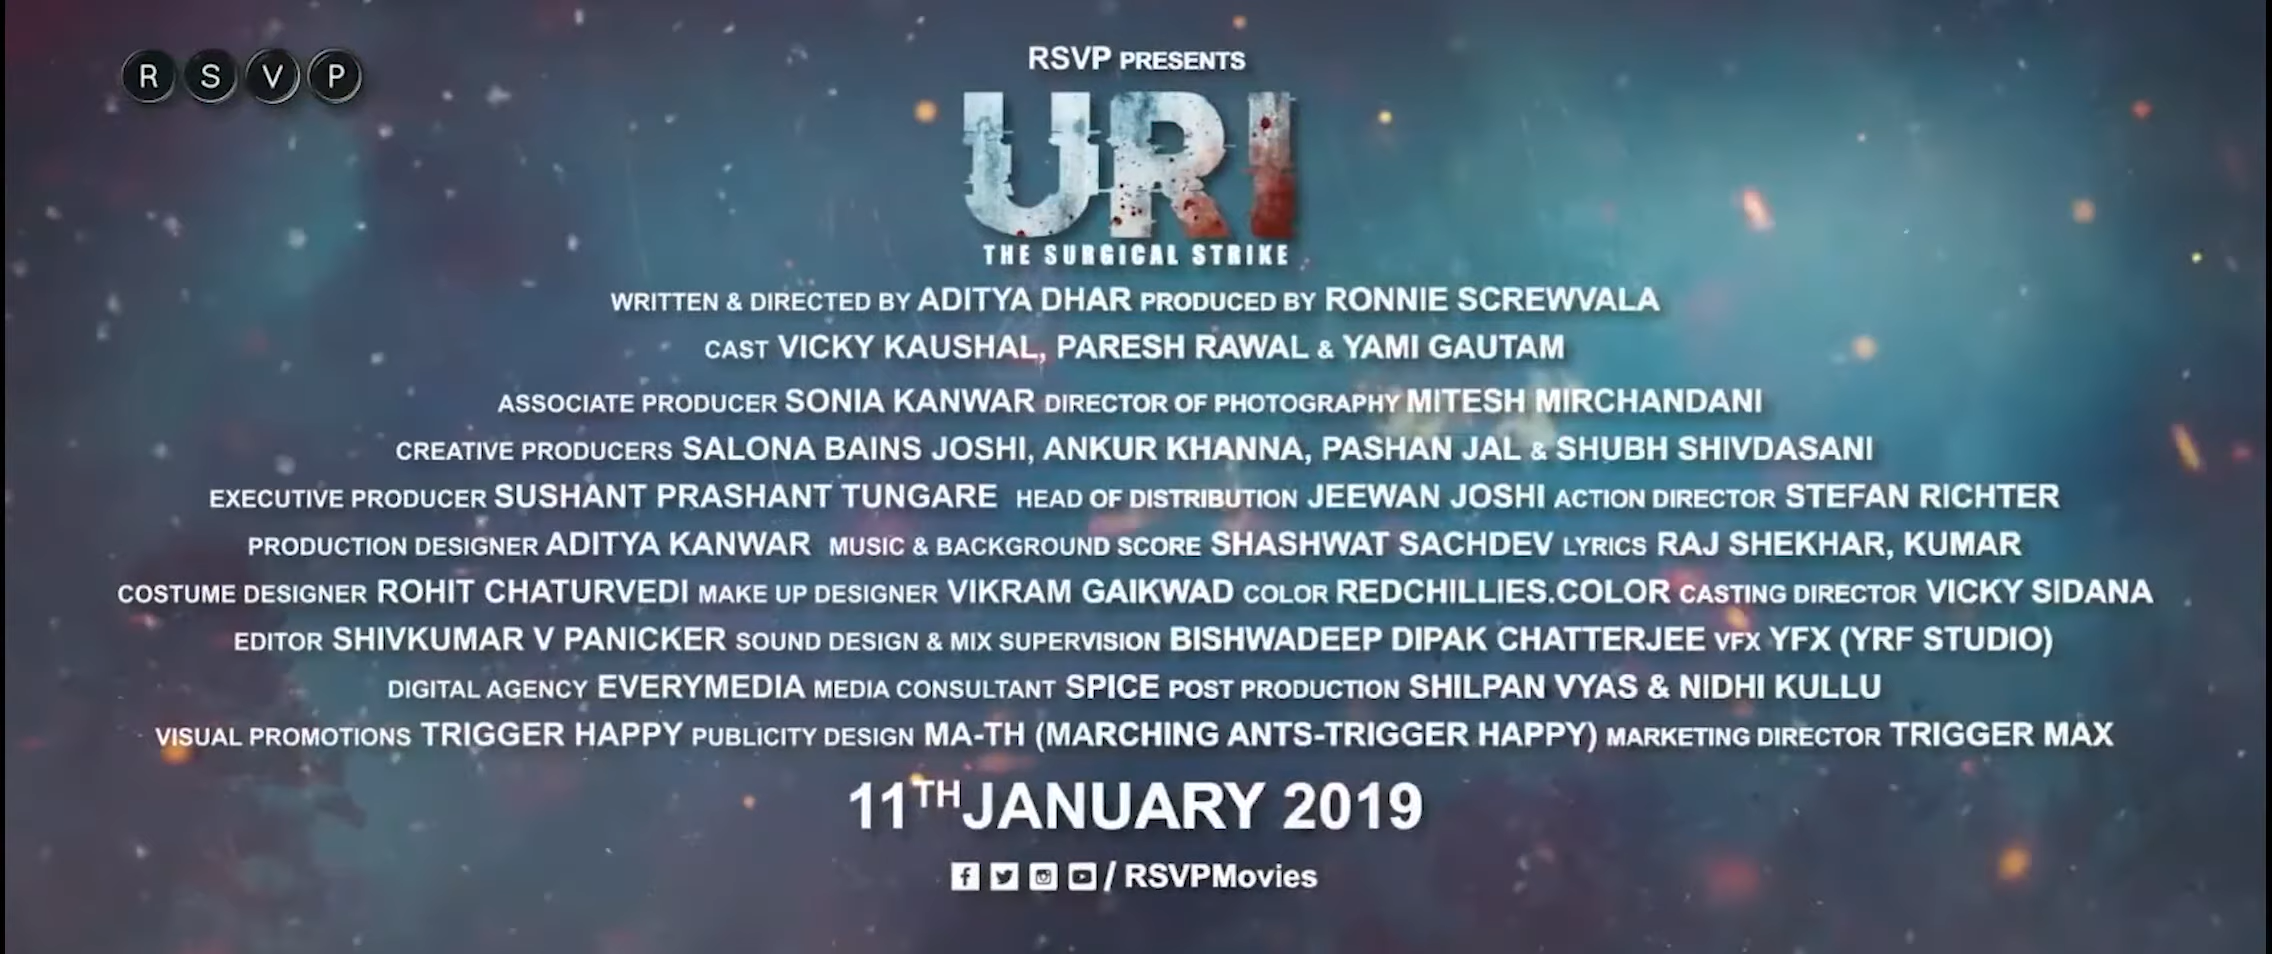 R S V P
RSVP PRESENTS
URI
THE SURGICAL STRIKE
WRITTEN & DIRECTED BY ADITYA DHAR PRODUCED BY RONNIE SCREWVALA
CAST VICKY KAUSHAL, PARESH RAWAL & YAMI GAUTAM
ASSOCIATE PRODUCER SONIA KANWAR DIRECTOR OF PHOTOGRAPHY MITESH MIRCHANDANI
CREATIVE PRODUCERS SALONA BAINS JOSHI, ANKUR KHANNA, PASHAN JAL & SHUBH SHIVDASANI
EXECUTIVE PRODUCER SUSHANT PRASHANT TUNGARE HEAD OF DISTRIBUTION JEEWAN JOSHI ACTION DIRECTOR STEFAN RICHTER
PRODUCTION DESIGNER ADITYA KANWAR MUSIC & BACKGROUND SCORE SHASHWAT SACHDEV LYRICS RAJ SHEKHAR, KUMAR
COSTUME DESIGNER ROHIT CHATURVEDI MAKE UP DESIGNER VIKRAM GAIKWAD COLOR REDCHILLIES.COLOR CASTING DIRECTOR VICKY SIDANA
EDITOR SHIVKUMAR V PANICKER SOUND DESIGN & MIX SUPERVISION BISHWADEEP DIPAK CHATTERJEE VFX YFX (YRF STUDIO)
DIGITAL AGENCY EVERYMEDIA MEDIA CONSULTANT SPICE POST PRODUCTION SHILPAN VYAS & NIDHI KULLU
VISUAL PROMOTIONS TRIGGER HAPPY PUBLICITY DESIGN MA-TH (MARCHING ANTS-TRIGGER HAPPY) MARKETING DIRECTOR TRIGGER MAX
11TH JANUARY 2019
/ RSVPMovies